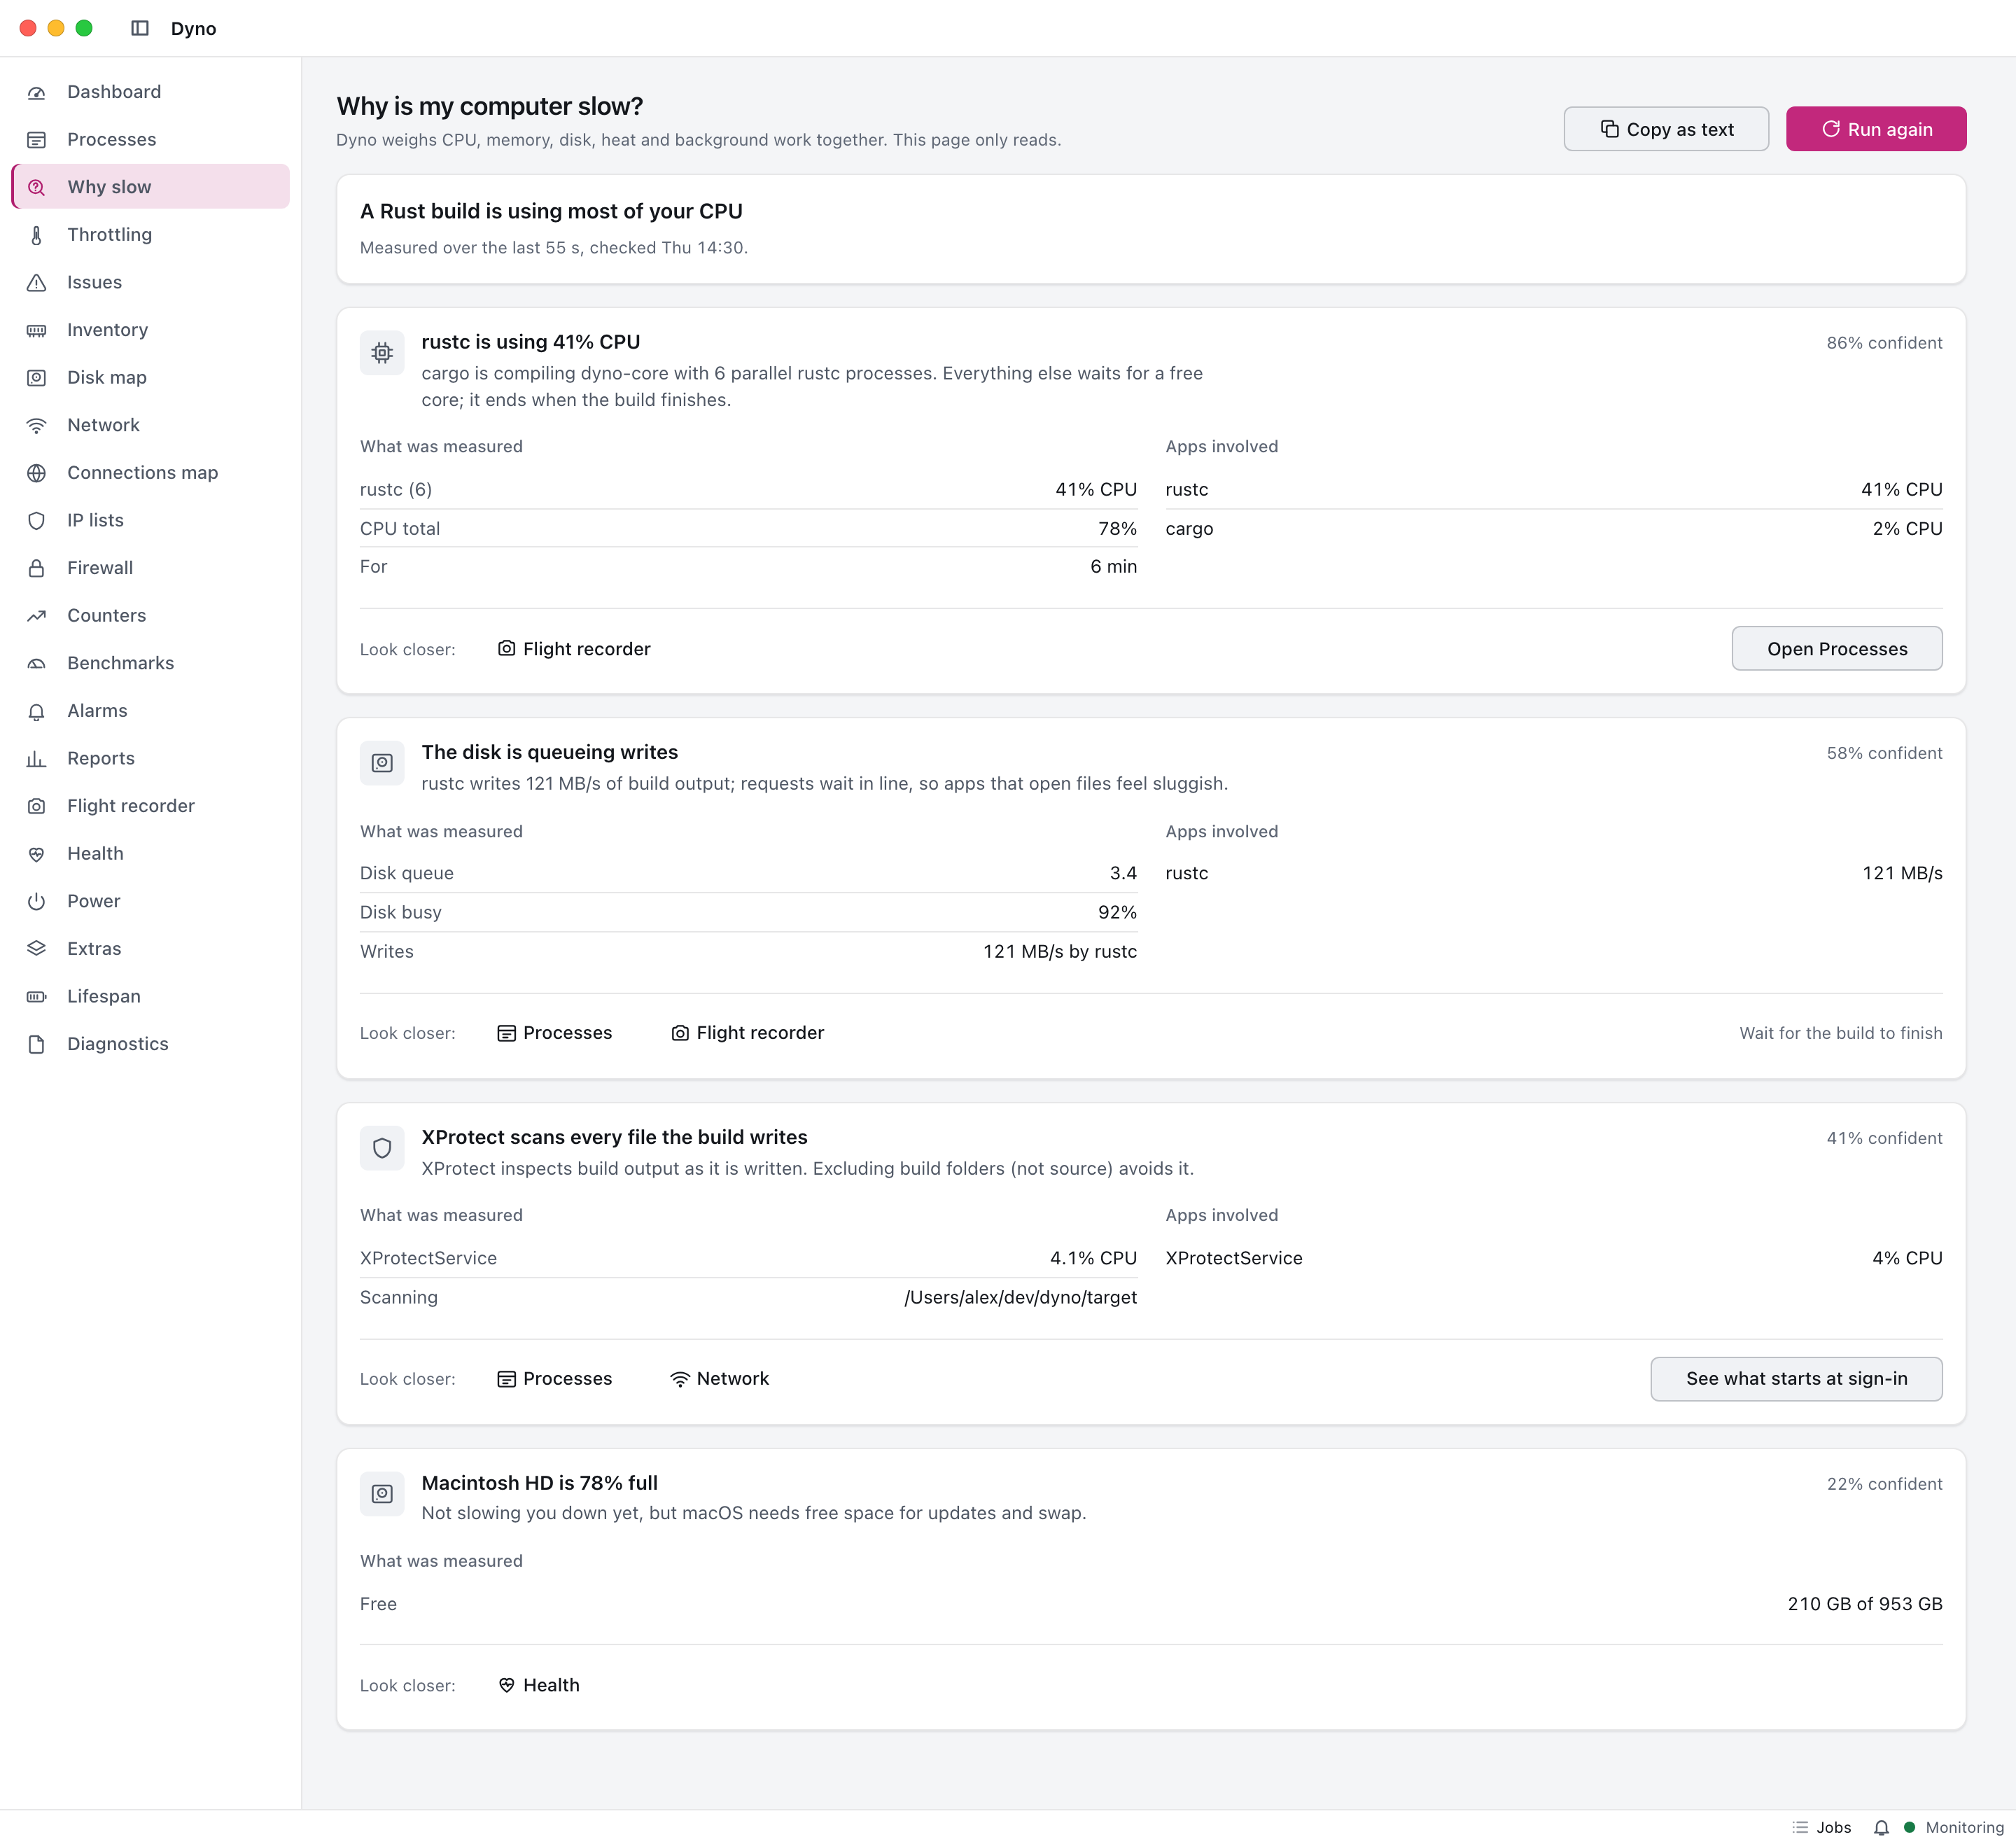 Dyno
Dashboard
Processes
Why slow
Throttling
Issues
Inventory
Disk map
Network
Connections map
IP lists
Firewall
Counters
Benchmarks
Alarms
Reports
Flight recorder
Health
Power
Extras
Lifespan
Diagnostics
Why is my computer slow?
Dyno weighs CPU, memory, disk, heat and background work together. This page only reads.
Copy as text
Run again
A Rust build is using most of your CPU
Measured over the last 55 s, checked Thu 14:30.
rustc is using 41% CPU
86% confident
cargo is compiling dyno-core with 6 parallel rustc processes. Everything else waits for a free
core; it ends when the build finishes.
What was measured
rustc (6) 41% CPU
CPU total 78%
For 6 min
Apps involved
rustc 41% CPU
cargo 2% CPU
Look closer: Flight recorder
Open Processes
The disk is queueing writes
58% confident
rustc writes 121 MB/s of build output; requests wait in line, so apps that open files feel sluggish.
What was measured
Disk queue 3.4
Disk busy 92%
Writes 121 MB/s by rustc
Apps involved
rustc 121 MB/s
Look closer: Processes Flight recorder
Wait for the build to finish
XProtect scans every file the build writes
41% confident
XProtect inspects build output as it is written. Excluding build folders (not source) avoids it.
What was measured
XProtectService 4.1% CPU
Scanning /Users/alex/dev/dyno/target
Apps involved
XProtectService 4% CPU
Look closer: Processes Network
See what starts at sign-in
Macintosh HD is 78% full
22% confident
Not slowing you down yet, but macOS needs free space for updates and swap.
What was measured
Free 210 GB of 953 GB
Look closer: Health
Jobs
Monitoring